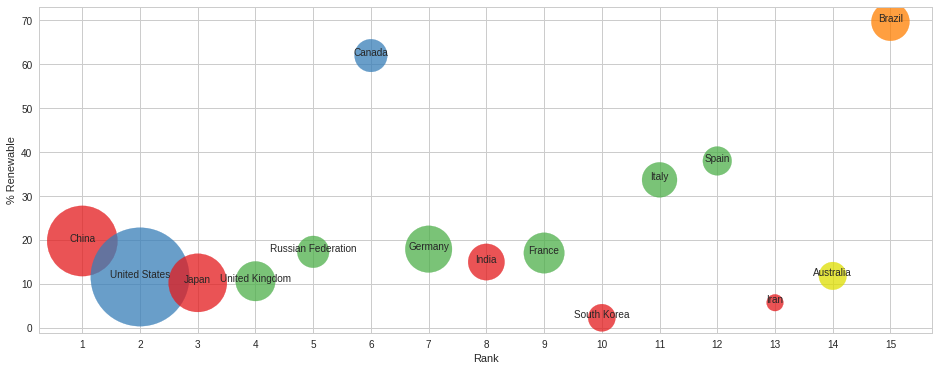 70
60
50
40
30
20
10
0
% Renewable
Brazil
Canada
Spain
Italy
China
Russian Federation
Germany
France
India
United States
Japan
United Kingdom
Australia
Iran
South Korea
1 2 3 4 5 6 7 8 9 10 11 12 13 14 15
Rank